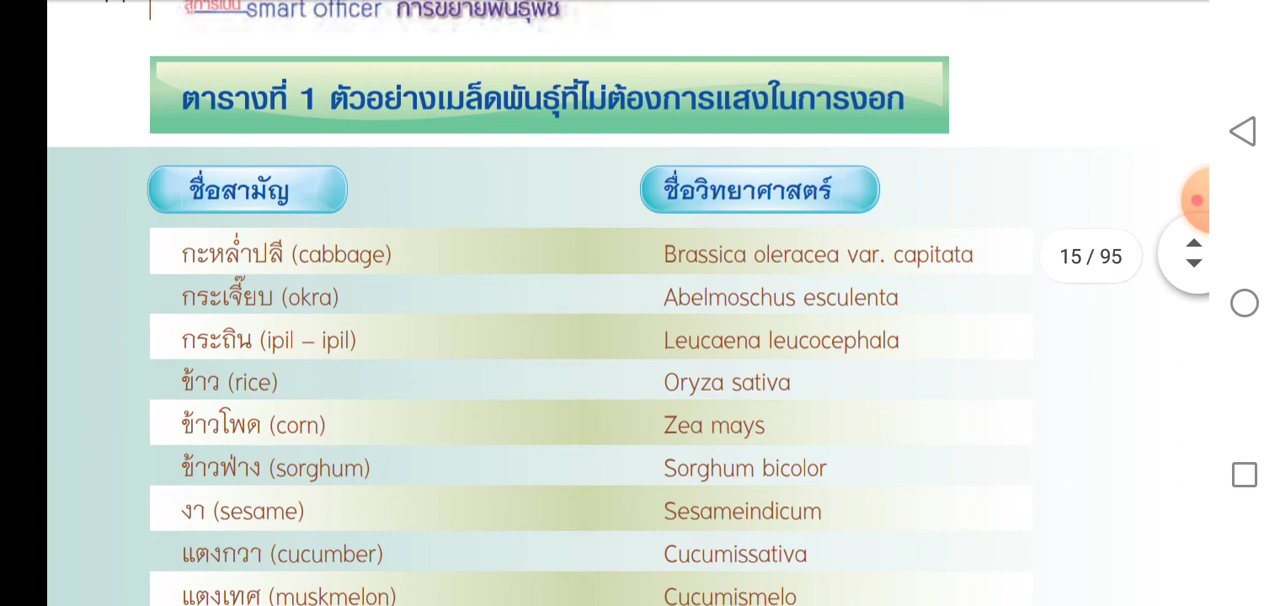 สู่การเป็น smart officer การขยายพันธุ์พืช
ตารางที่ 1 ตัวอย่างเมล็ดพันธุ์ที่ไม่ต้องการแสงในการงอก
ชื่อสามัญ ชื่อวิทยาศาสตร์
กะหล่ำปลี (cabbage) Brassica oleracea var. capitata
15 / 95
กระเจี๊ยบ (okra) Abelmoschus esculenta
กระถิน (ipil – ipil) Leucaena leucocephala
ข้าว (rice) Oryza sativa
ข้าวโพด (corn) Zea mays
ข้าวฟ่าง (sorghum) Sorghum bicolor
งา (sesame) Sesameindicum
แตงกวา (cucumber) Cucumissativa
แตงเทศ (muskmelon) Cucumismelo